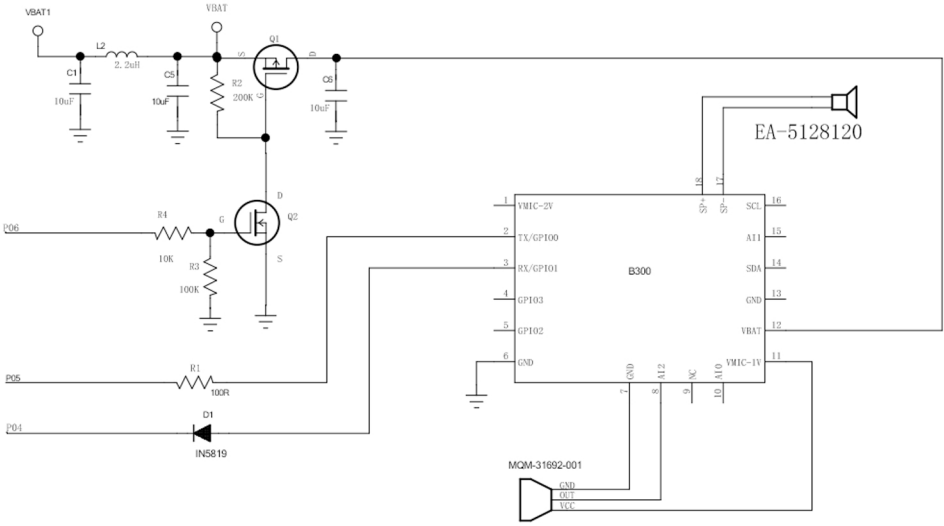 VBAT1
VBAT
L2
2.2uH
C1
10uF
C5
10uF
S
Q1
D
G
R2
200K
C6
10uF
EA-5128120
D
G
Q2
S
P06
R4
10K
R3
100K
18
17
SP+
SP-
1
VMIC-2V
2
TX/GPIO0
3
RX/GPIO1
4
GPIO3
5
GPIO2
6
GND
B300
SCL
16
AI1
15
SDA
14
GND
13
VBAT
12
VMIC-1V
11
GND
AI2
NC
AI0
7
8
9
10
P05
R1
100R
P04
D1
IN5819
MQM-31692-001
GND
OUT
VCC